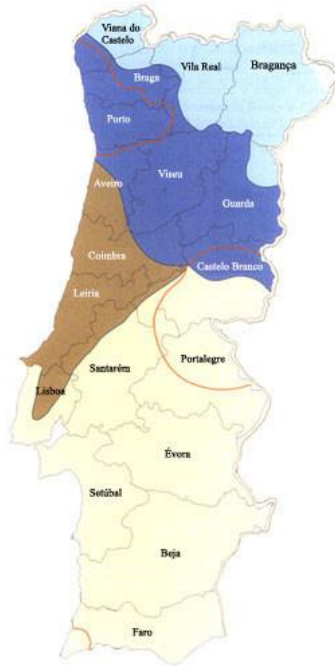 Viana do
Castelo
Braga
Vila Real
Bragança
Porto
Aveiro
Viseu
Guarda
Coimbra
Castelo Branco
Leiria
Santarém
Portalegre
Lisboa
Évora
Setúbal
Beja
Faro